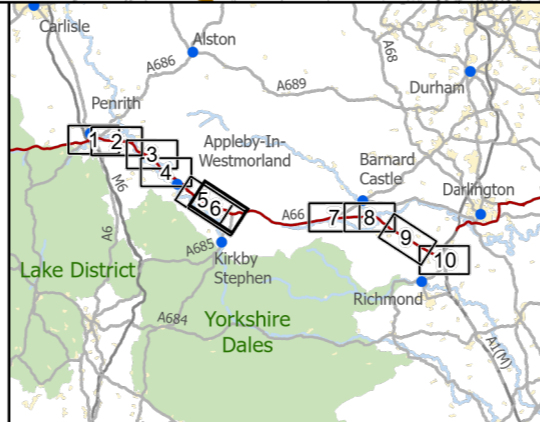 Carlisle
Alston
A686
A68
A689
Durham
Penrith
1
2
3
4
5
6
Appleby-In-
Westmorland
Barnard
Castle
Darlington
M6
A6
A66
7
8
9
10
A685
Kirkby
Stephen
Lake District
Richmond
A684
Yorkshire
Dales
A1(M)